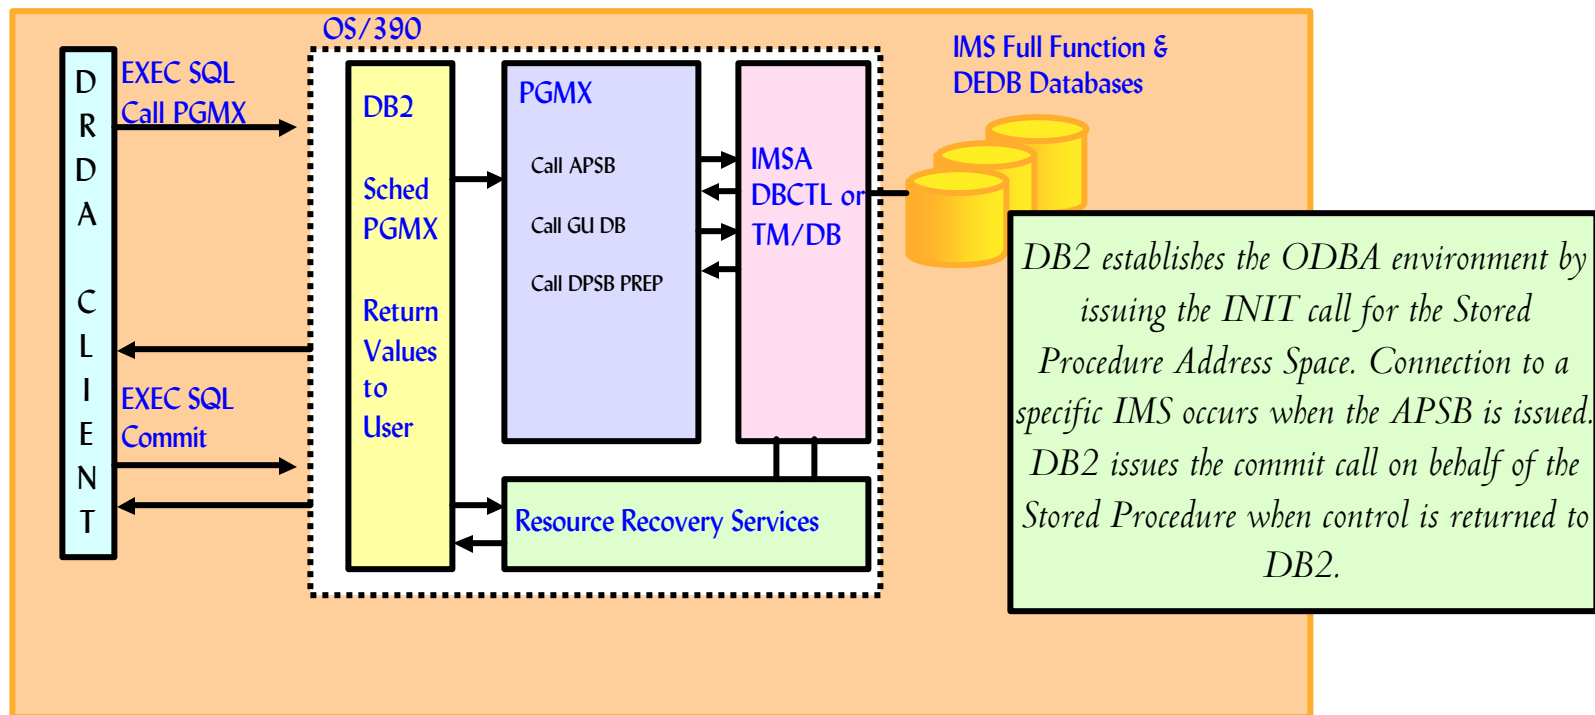 OS/390
D
R
D
A
C
L
I
E
N
T
EXEC SQL
Call PGMX
EXEC SQL
Commit
DB2
Sched
PGMX
Return
Values
to
User
PGMX
Call APSB
Call GU DB
Call DPSB PREP
IMSA
DBCTL or
TM/DB
Resource Recovery Services
IMS Full Function &
DEDB Databases
DB2 establishes the ODBA environment by
issuing the INIT call for the Stored
Procedure Address Space. Connection to a
specific IMS occurs when the APSB is issued.
DB2 issues the commit call on behalf of the
Stored Procedure when control is returned to
DB2.